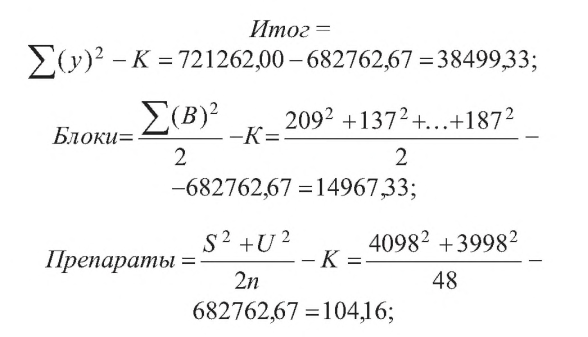 Итог =
∑(y)² – K = 721262,00 – 682762,67 = 38499,33;
Блоки= ∑(B)² / 2 –K= 209² +137²+...+187² / 2 –
–682762,67 =14967,33;
Препараты = S² +U² / 2n – K = 4098² +3998² / 48 –
682762,67 =104,16;